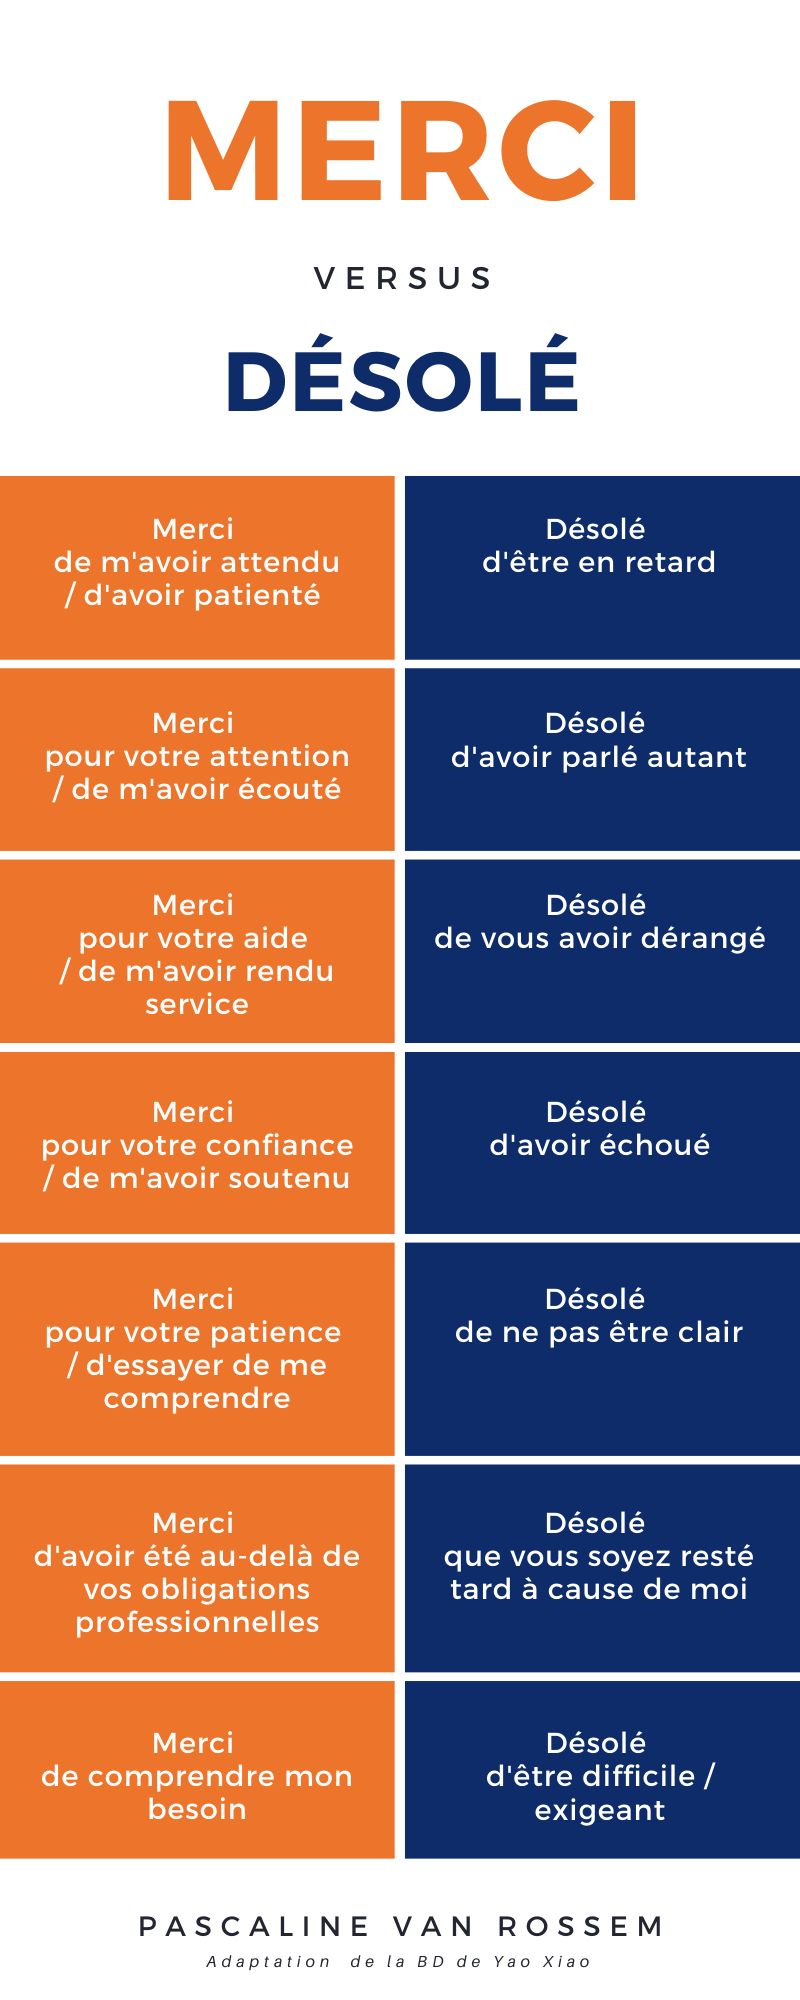 MERCI
VERSUS
DÉSOLÉ
Merci
de m'avoir attendu
/ d'avoir patienté
Désolé
d'être en retard
Merci
pour votre attention
/ de m'avoir écouté
Désolé
d'avoir parlé autant
Merci
pour votre aide
/ de m'avoir rendu
service
Désolé
de vous avoir dérangé
Merci
pour votre confiance
/ de m'avoir soutenu
Désolé
d'avoir échoué
Merci
pour votre patience
/ d'essayer de me
comprendre
Désolé
de ne pas être clair
Merci
d'avoir été au-delà de
vos obligations
professionnelles
Désolé
que vous soyez resté
tard à cause de moi
Merci
de comprendre mon
besoin
Désolé
d'être difficile /
exigeant
PASCALINE VAN ROSSEM
Adaptation de la BD de Yao Xiao